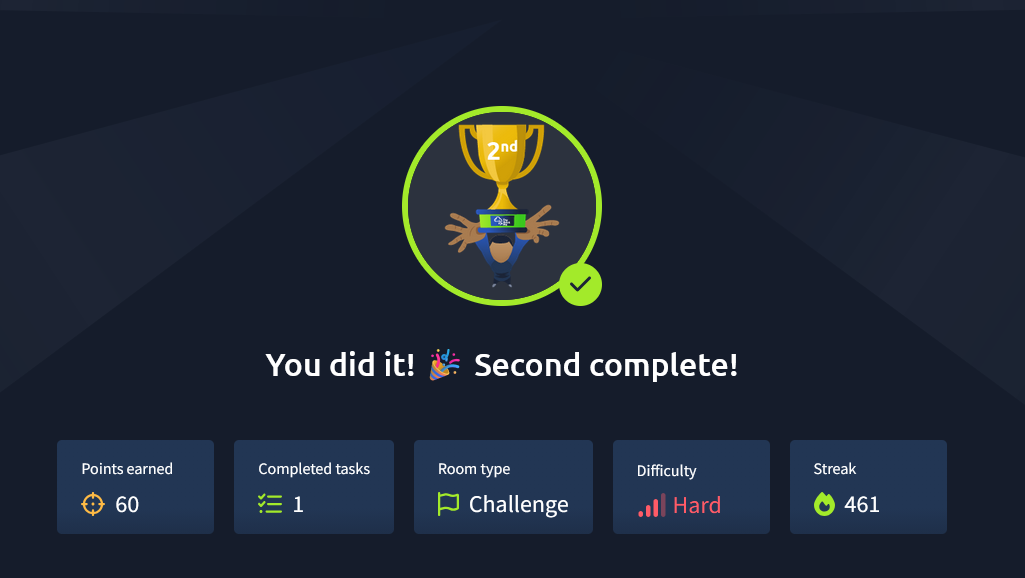 2nd
You did it! 🎉 Second complete!
Points earned
60
Completed tasks
1
Room type
Challenge
Difficulty
Hard
Streak
461